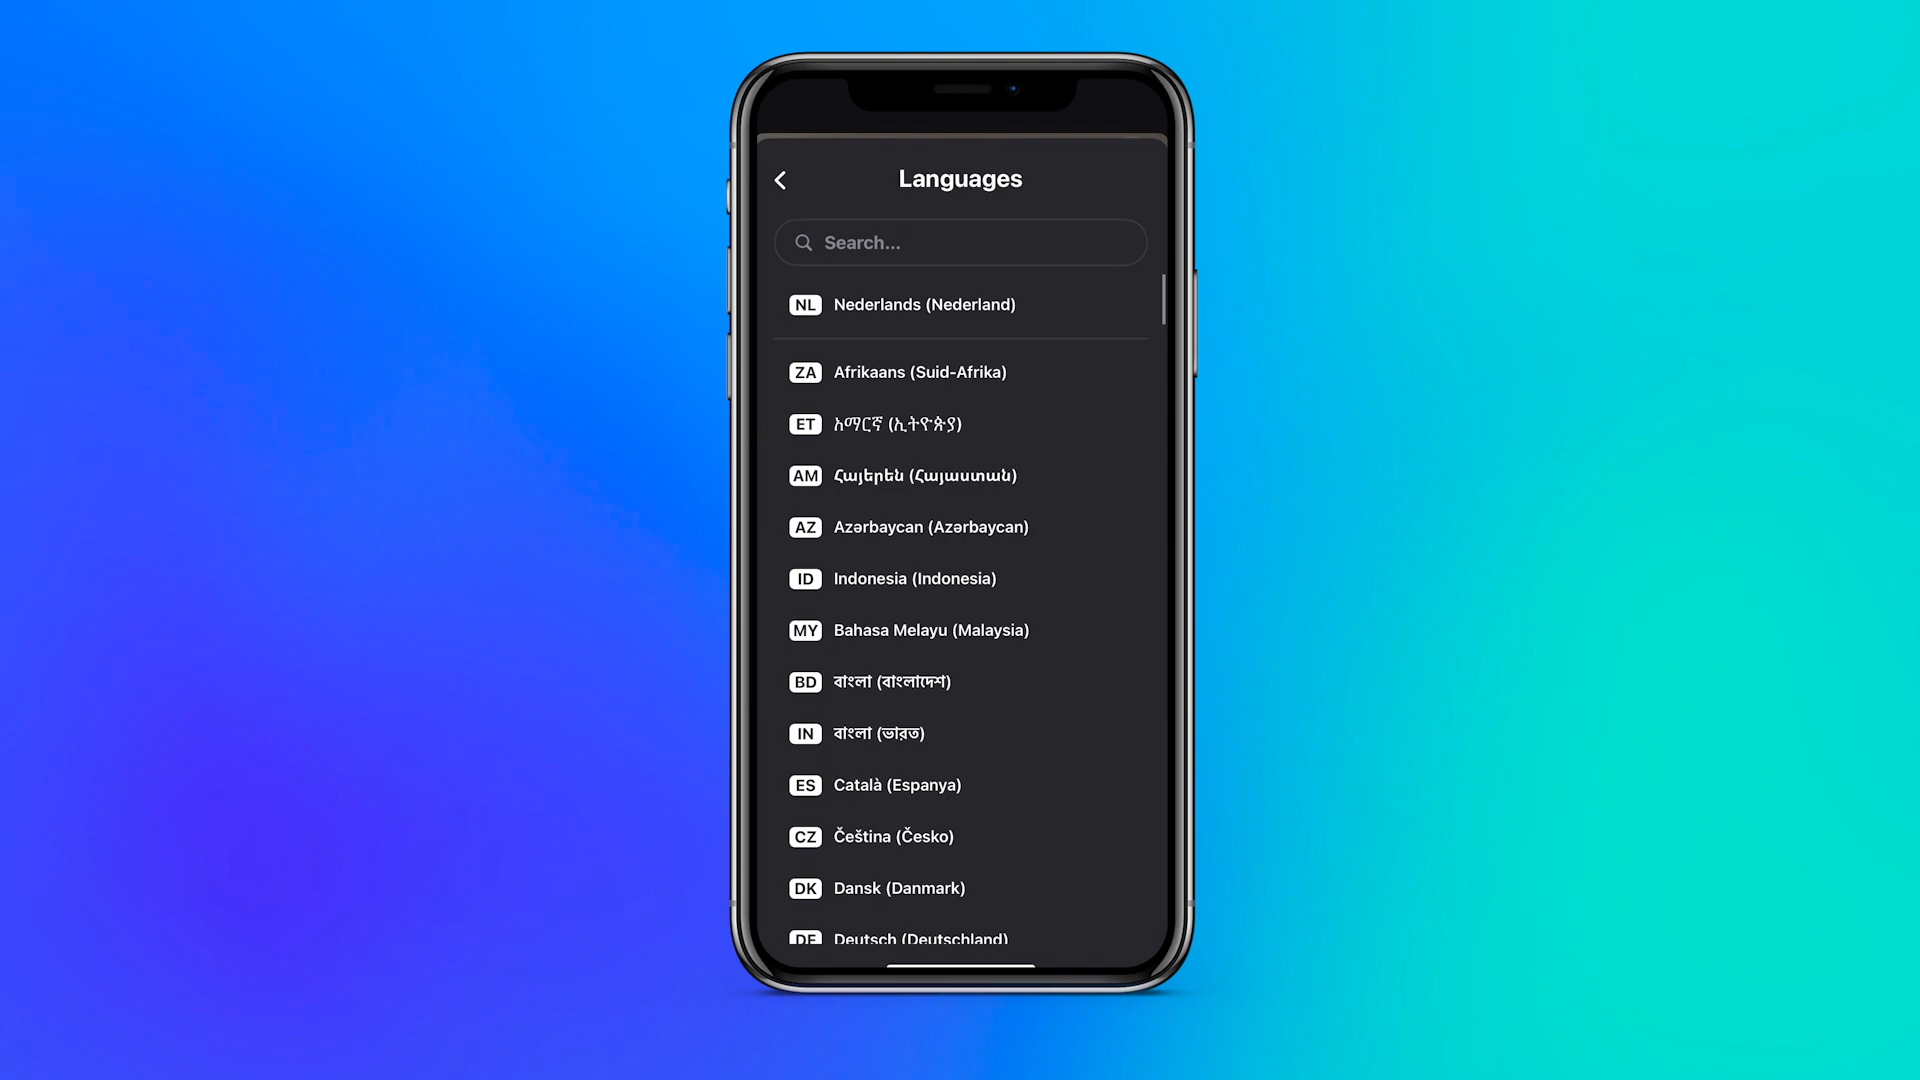 Languages
Search...
NL Nederlands (Nederland)
ZA Afrikaans (Suid-Afrika)
ET አማርኛ (ኢትዮጵያ)
AM Հայերեն (Հայաստան)
AZ Azərbaycan (Azərbaycan)
ID Indonesia (Indonesia)
MY Bahasa Melayu (Malaysia)
BD বাংলা (বাংলাদেশ)
IN বাংলা (ভারত)
ES Català (Espanya)
CZ Čeština (Česko)
DK Dansk (Danmark)
DE Deutsch (Deutschland)